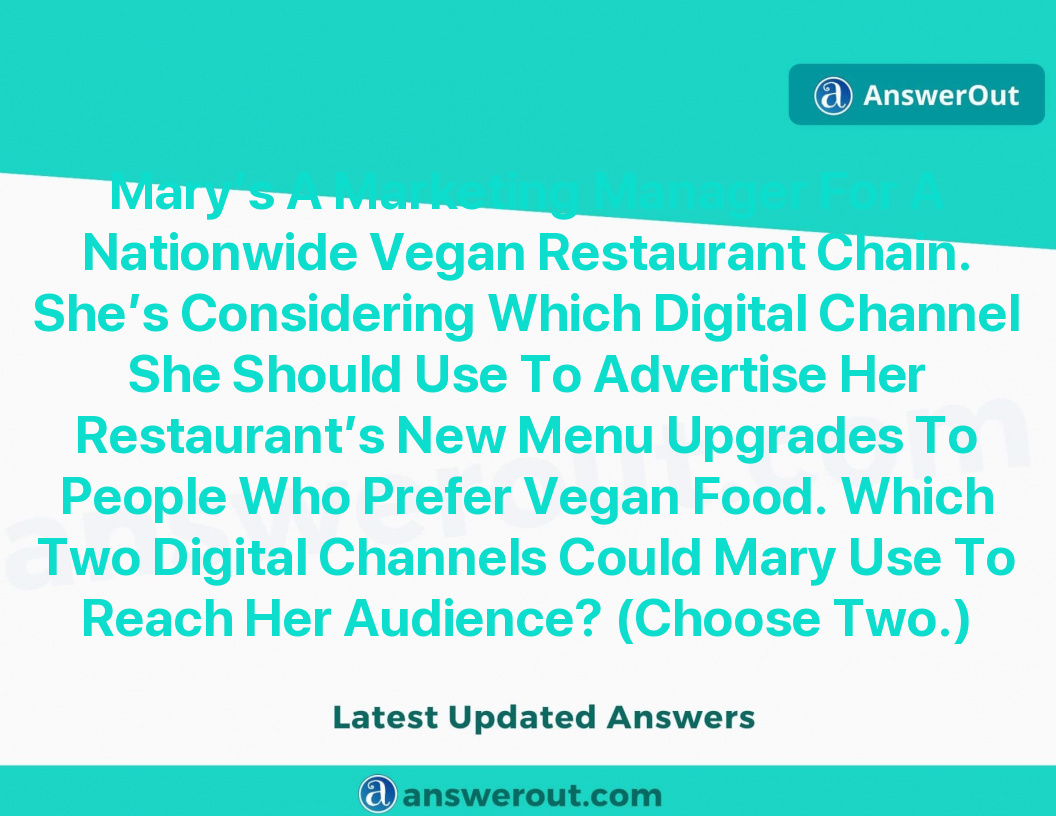 AnswerOut
Mary's A Marketing Manager For A
Nationwide Vegan Restaurant Chain.
She's Considering Which Digital Channel
She Should Use To Advertise Her
Restaurant's New Menu Upgrades To
People Who Prefer Vegan Food. Which
Two Digital Channels Could Mary Use To
Reach Her Audience? (Choose Two.)
answerout.com
Latest Updated Answers
answerout.com